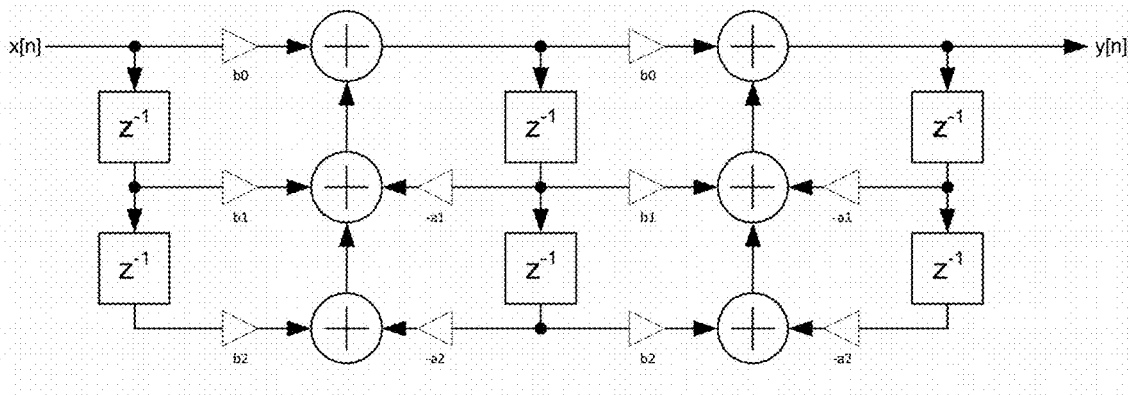 x[n] b0 b0 y[n]
z-1 z-1 z-1
b1 -a1 b1 -a1
z-1 z-1 z-1
b2 -a2 b2 -a2